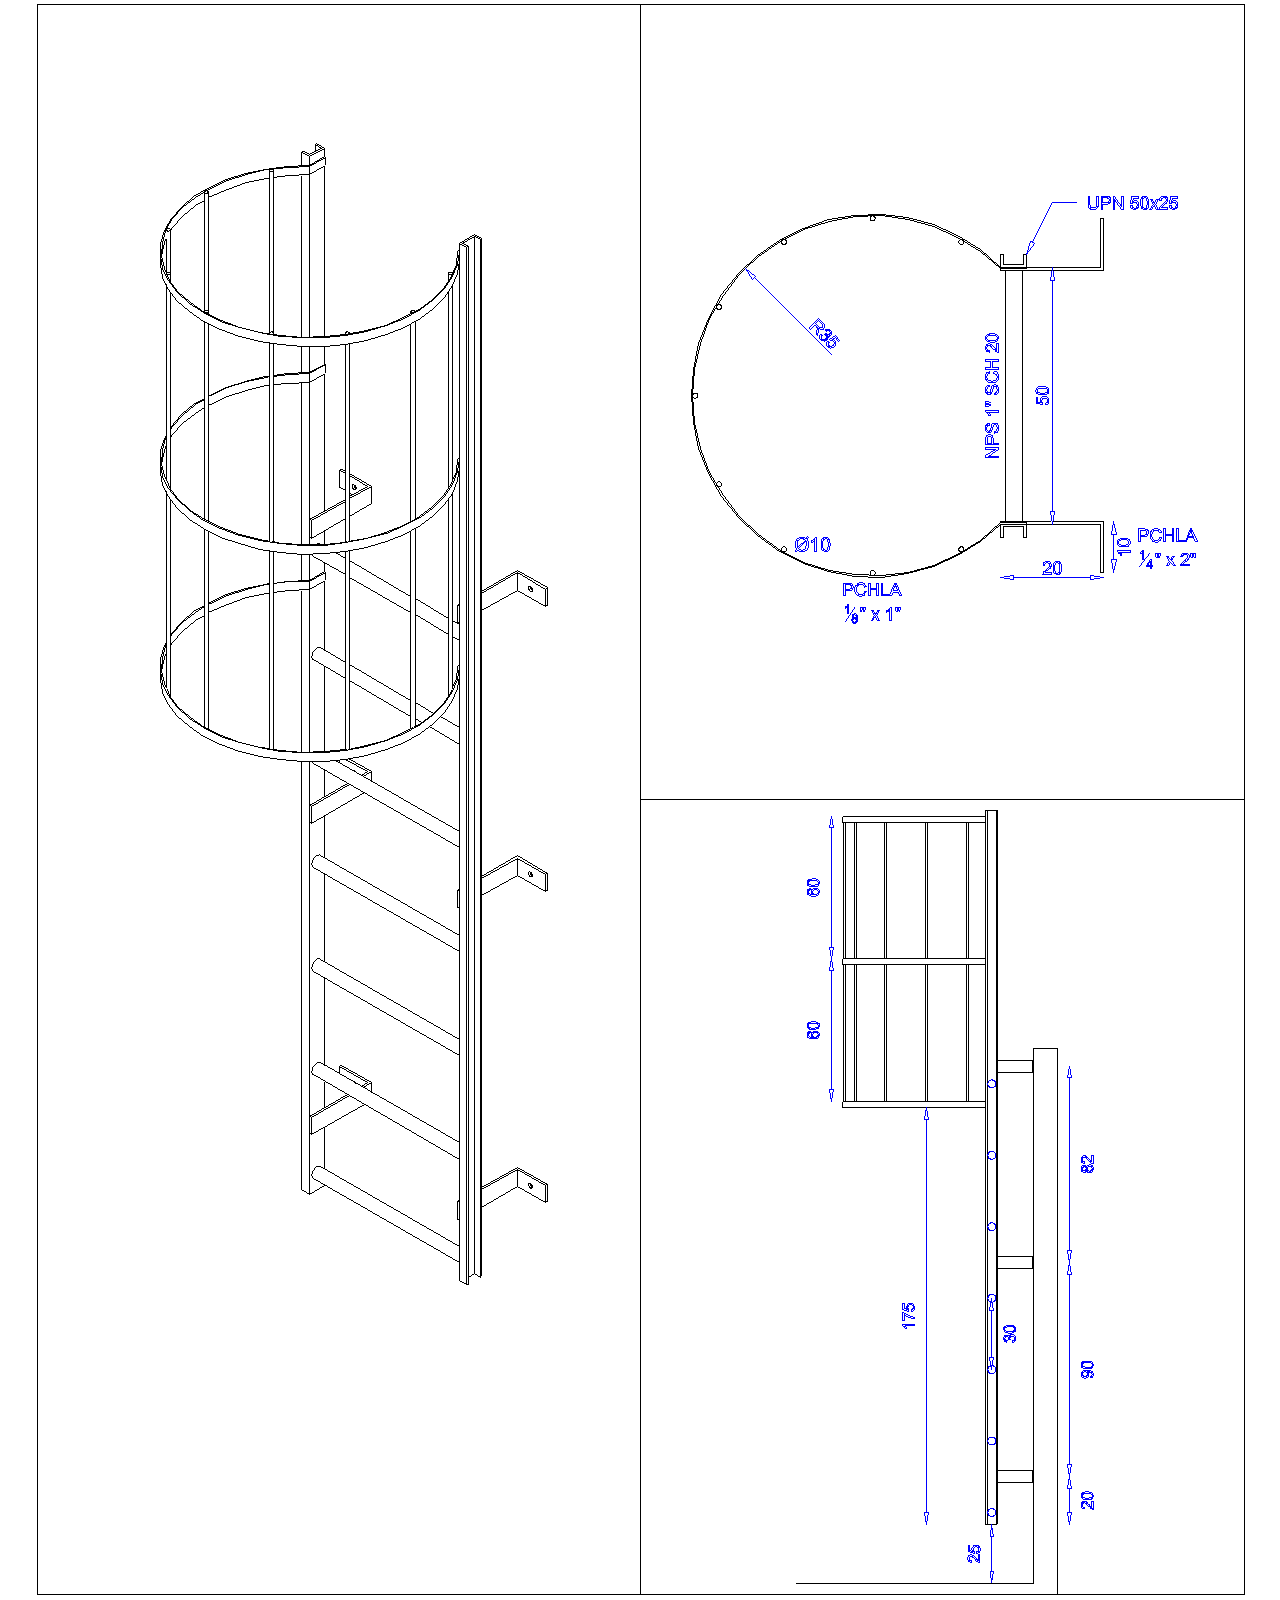 UPN 50x25
R35
NPS 1" SCH 20
50
Ø10
10
PCHLA
1/4" x 2"
20
PCHLA
1/8" x 1"
60
60
82
175
30
90
20
25